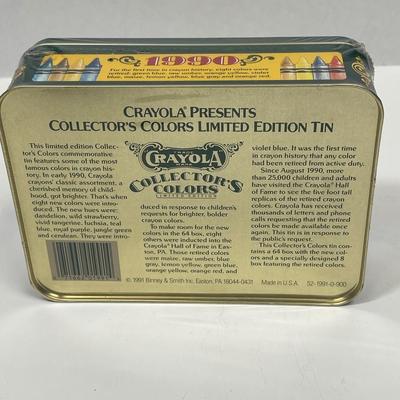 1990
For the first time in crayon history, eight colors were
retired: green blue, raw umber, orange yellow, violet
blue, maize, lemon yellow, blue gray and orange red.
CRAYOLA PRESENTS
COLLECTOR'S COLORS LIMITED EDITION TIN
This limited edition Collec-
tor's Colors commemorative
tin features some of the most
famous colors in crayon his-
tory. In early 1990, Crayola
crayons' classic assortment, a
cherished memory of child-
hood, got brighter. That's when
eight new colors were intro-
duced. The new hues were:
dandelion, wild strawberry,
vivid tangerine, fuchsia, teal
blue, royal purple, jungle green
and cerulean. They were intro-
CRAYOLA
COLLECTOR'S
COLORS
LIMITED EDITION
duced in response to children's
requests for brighter, bolder
crayon colors.
To make room for the new
colors in the 64 box, eight
others were inducted into the
Crayola Hall of Fame in Eas-
ton, PA. Those retired colors
were maize, raw umber, blue
gray, lemon yellow, green blue,
orange yellow, orange red, and
violet blue. It was the first time
in crayon history that any color
had been retired from active duty.
Since August 1990, more
than 25,000 children and adults
have visited the Crayola Hall
of Fame to see the five foot tall
replicas of the retired crayon
colors. Crayola has received
thousands of letters and phone
calls requesting that the retired
colors be made available once
again. This tin is in response to
the public's request.
This Collector's Colors tin con-
tains a 64 box with the new col-
ors and a specially designed 8
box featuring the retired colors.
© 1991 Binney & Smith Inc. Easton, PA 18044-0431
Made in U.S.A.
52-1991-0-900